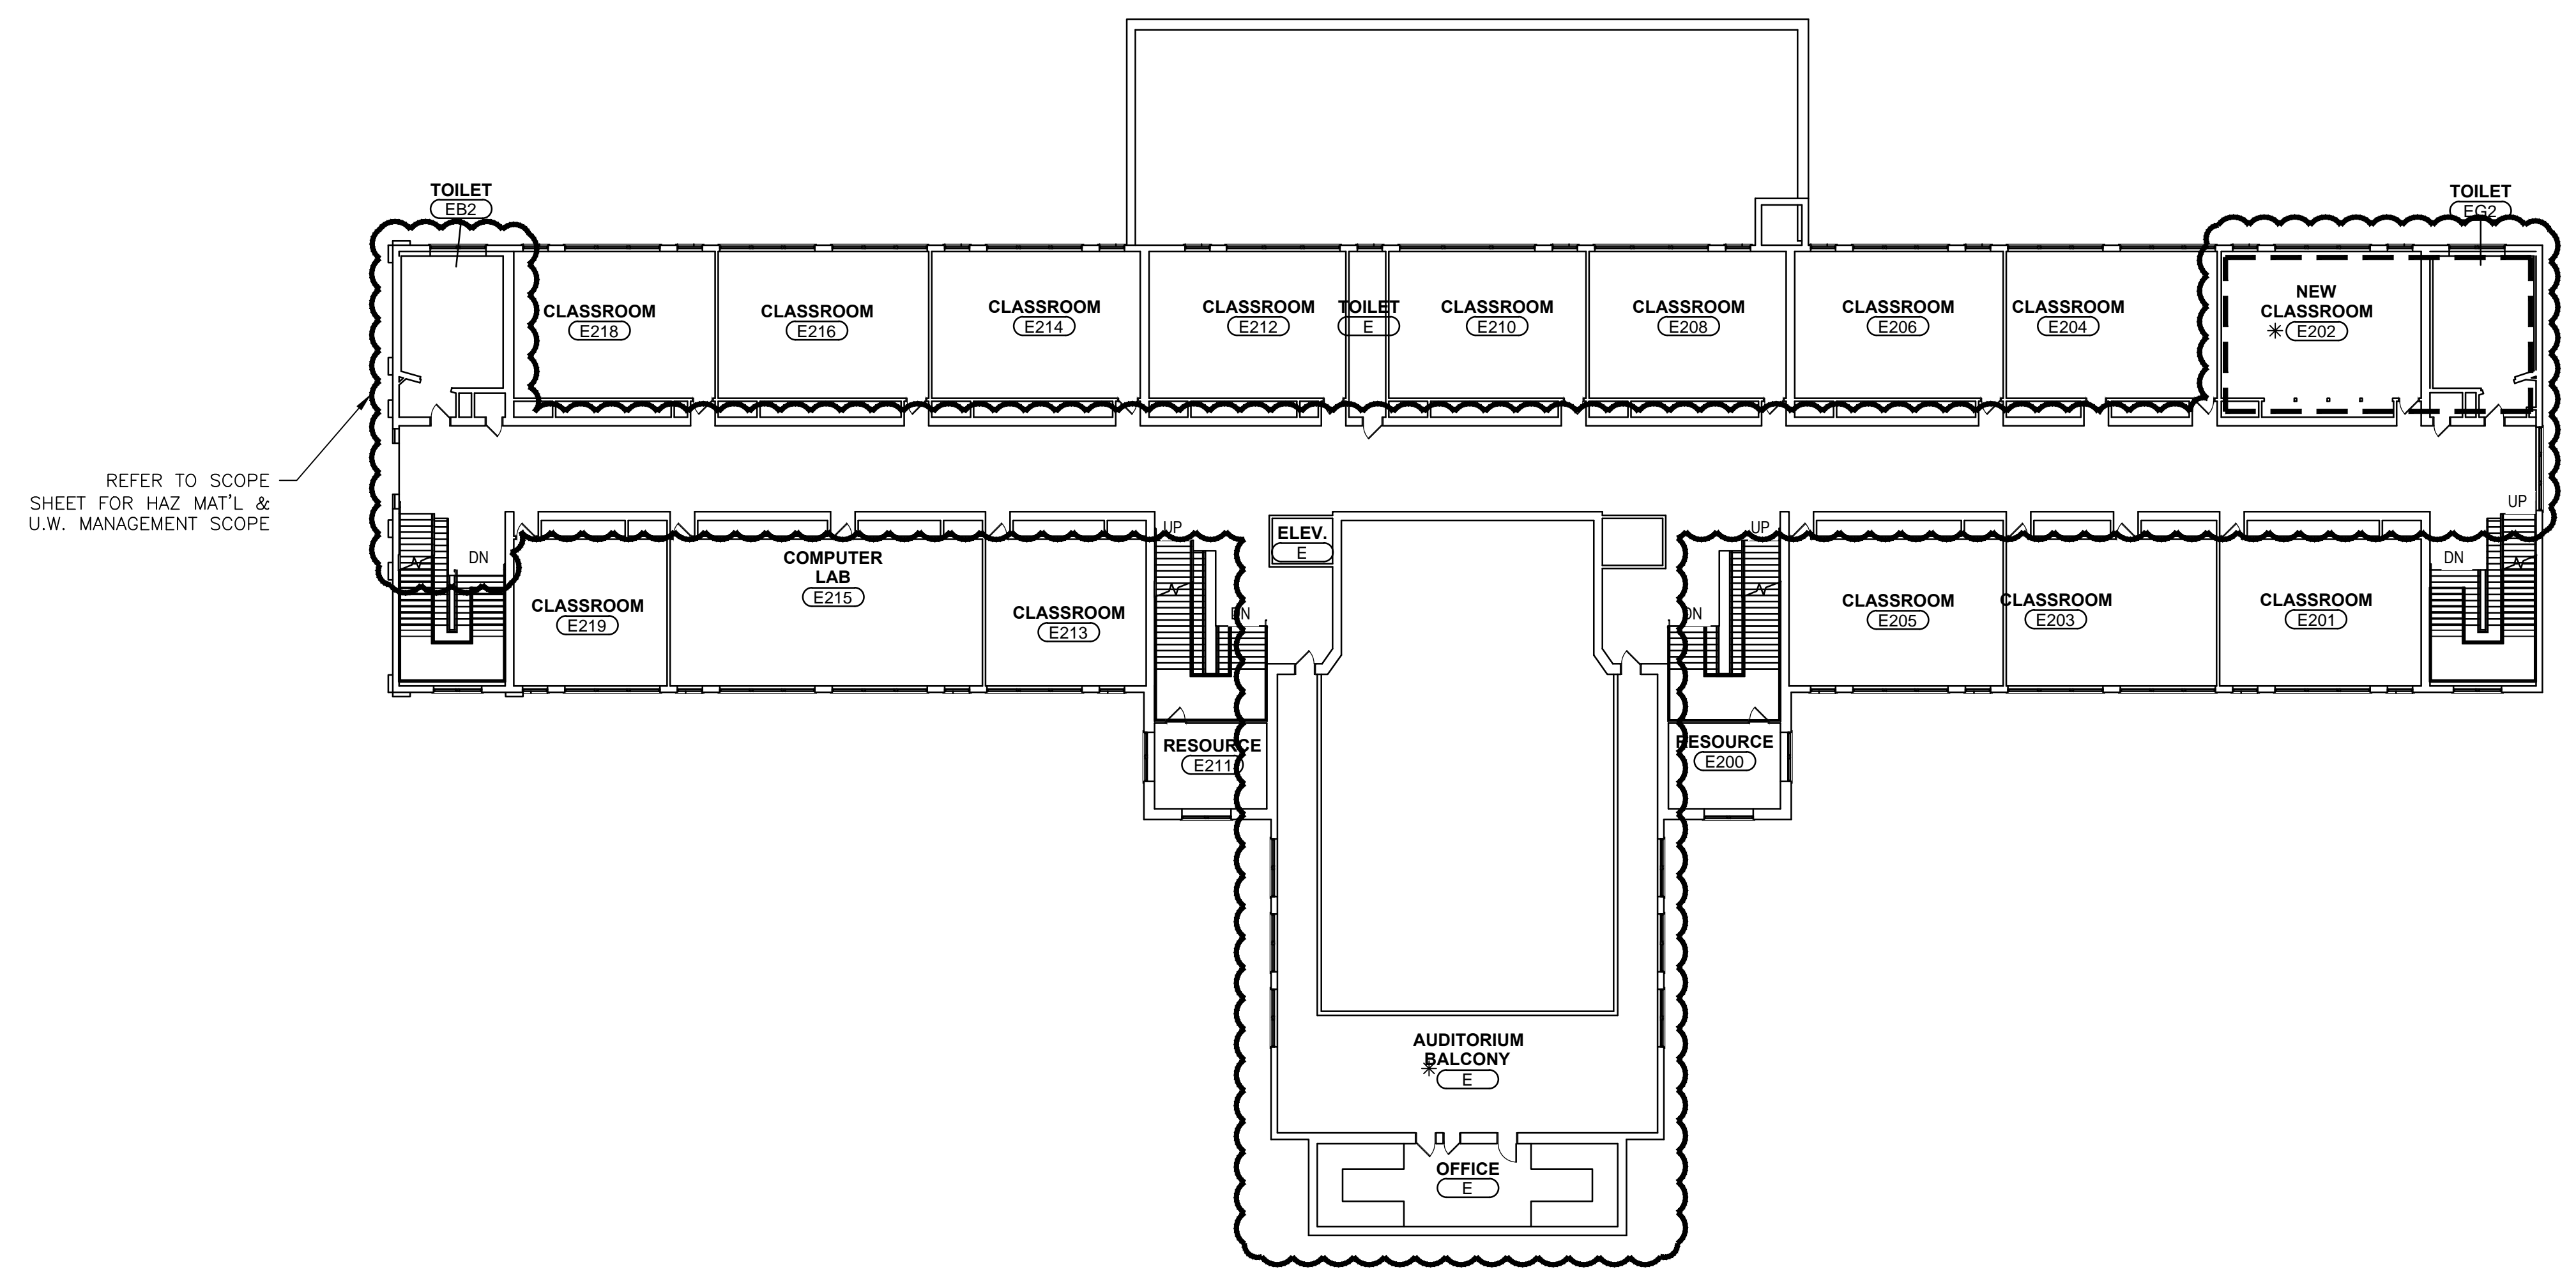 TOILET
EB2
TOILET
EG2
CLASSROOM
E218
CLASSROOM
E216
CLASSROOM
E214
CLASSROOM
E212
TOILET
E
CLASSROOM
E210
CLASSROOM
E208
CLASSROOM
E206
CLASSROOM
E204
NEW
CLASSROOM
E202
REFER TO SCOPE
SHEET FOR HAZ MAT'L &
U.W. MANAGEMENT SCOPE
DN
CLASSROOM
E219
COMPUTER
LAB
E215
CLASSROOM
E213
UP
DN
ELEV.
E
UP
DN
CLASSROOM
E205
CLASSROOM
E203
CLASSROOM
E201
UP
DN
RESOURCE
E211
RESOURCE
E200
AUDITORIUM
BALCONY
E
OFFICE
E